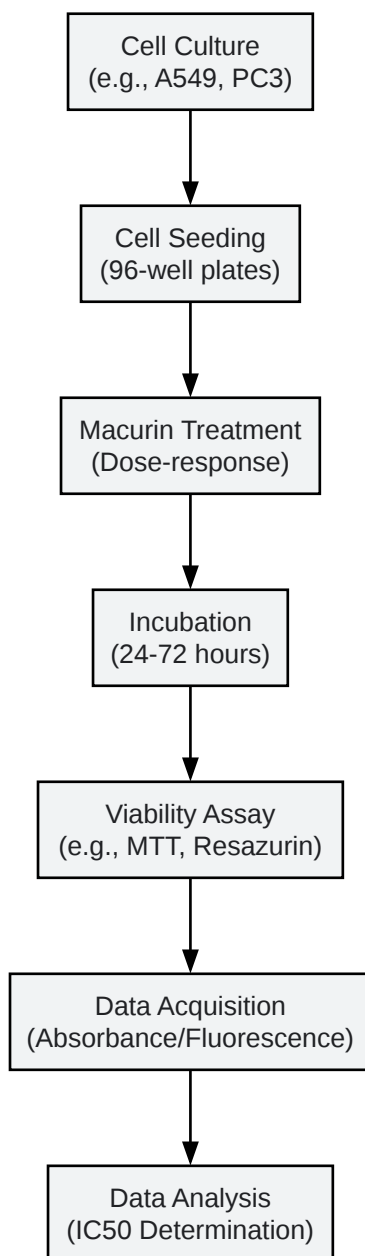 Cell Culture
(e.g., A549, PC3)
Cell Seeding
(96-well plates)
Macurin Treatment
(Dose-response)
Incubation
(24-72 hours)
Viability Assay
(e.g., MTT, Resazurin)
Data Acquisition
(Absorbance/Fluorescence)
Data Analysis
(IC50 Determination)